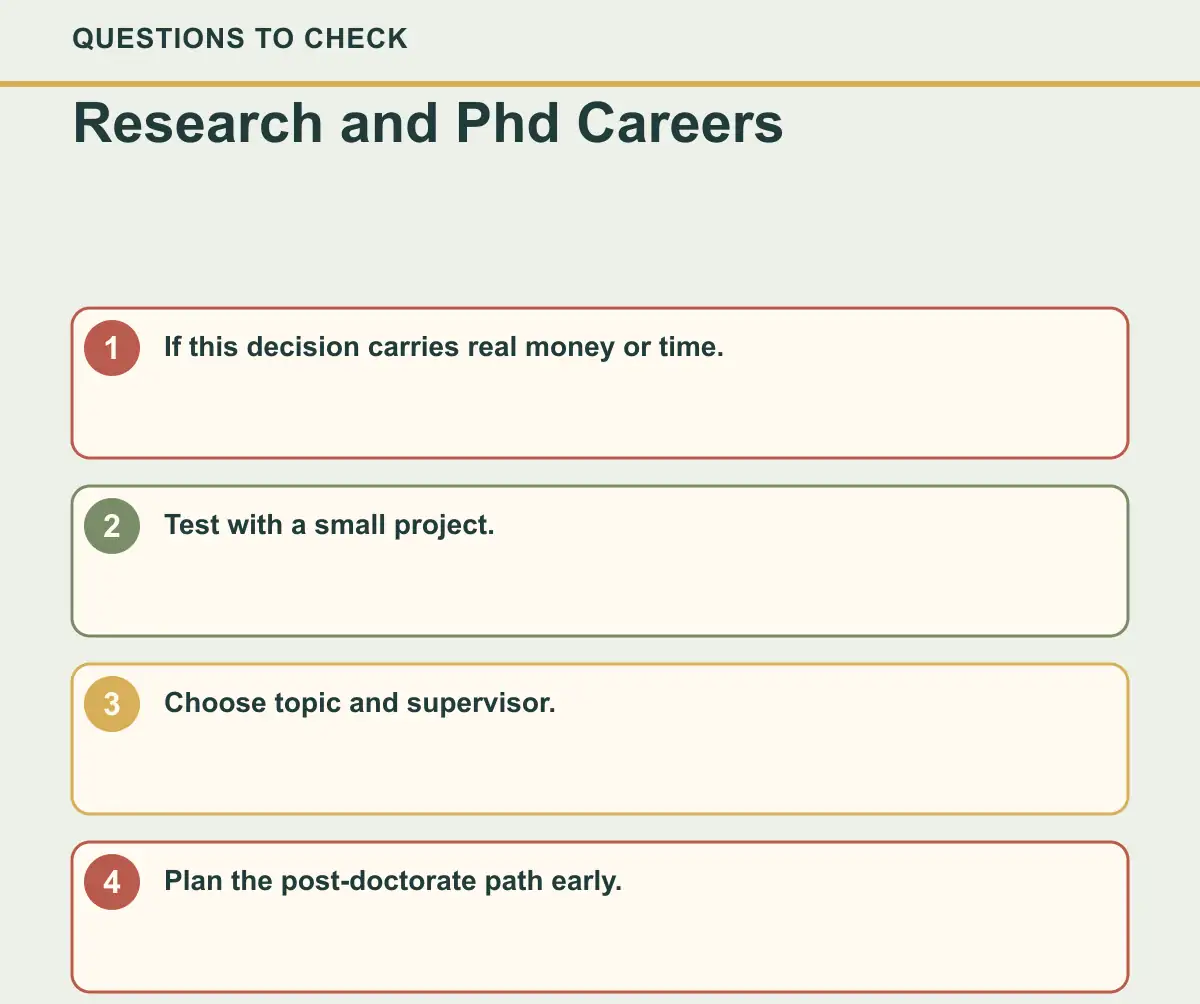 QUESTIONS TO CHECK
Research and Phd Careers
1 If this decision carries real money or time.
2 Test with a small project.
3 Choose topic and supervisor.
4 Plan the post-doctorate path early.